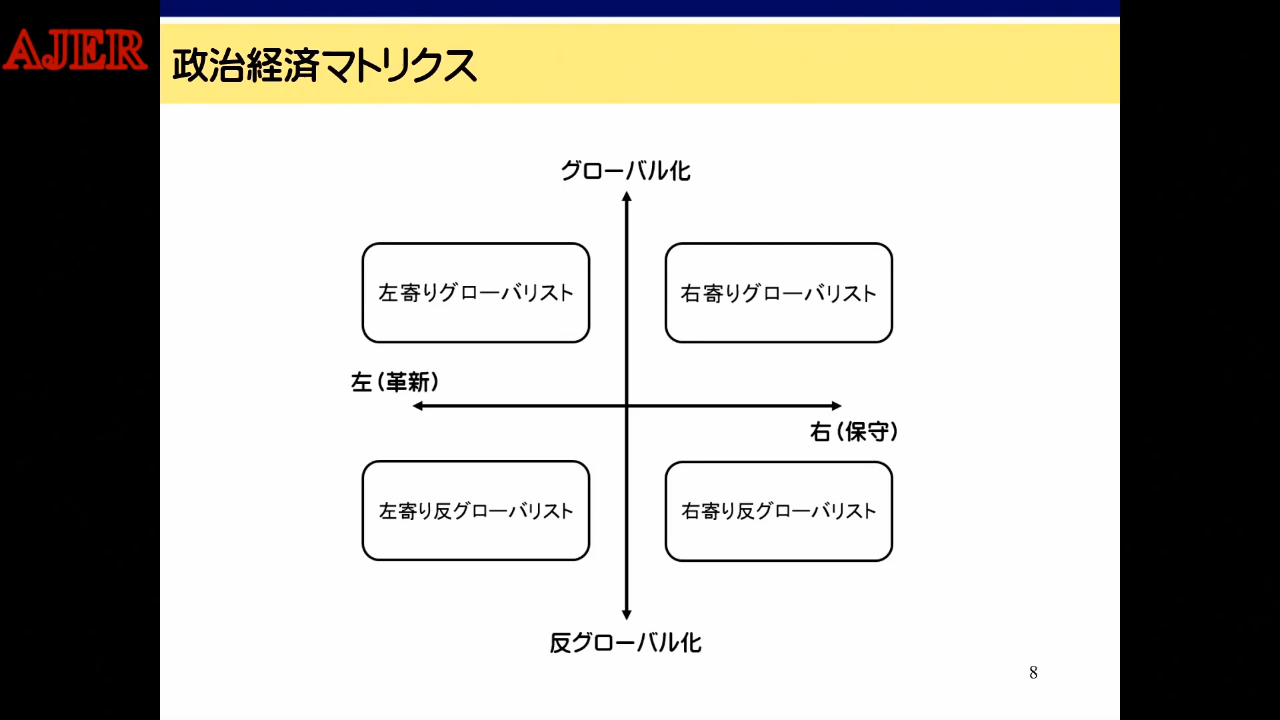 AJER
政治経済マトリクス
グローバル化
左寄りグローバリスト
右寄りグローバリスト
左（革新）
右（保守）
左寄り反グローバリスト
右寄り反グローバリスト
反グローバル化
8